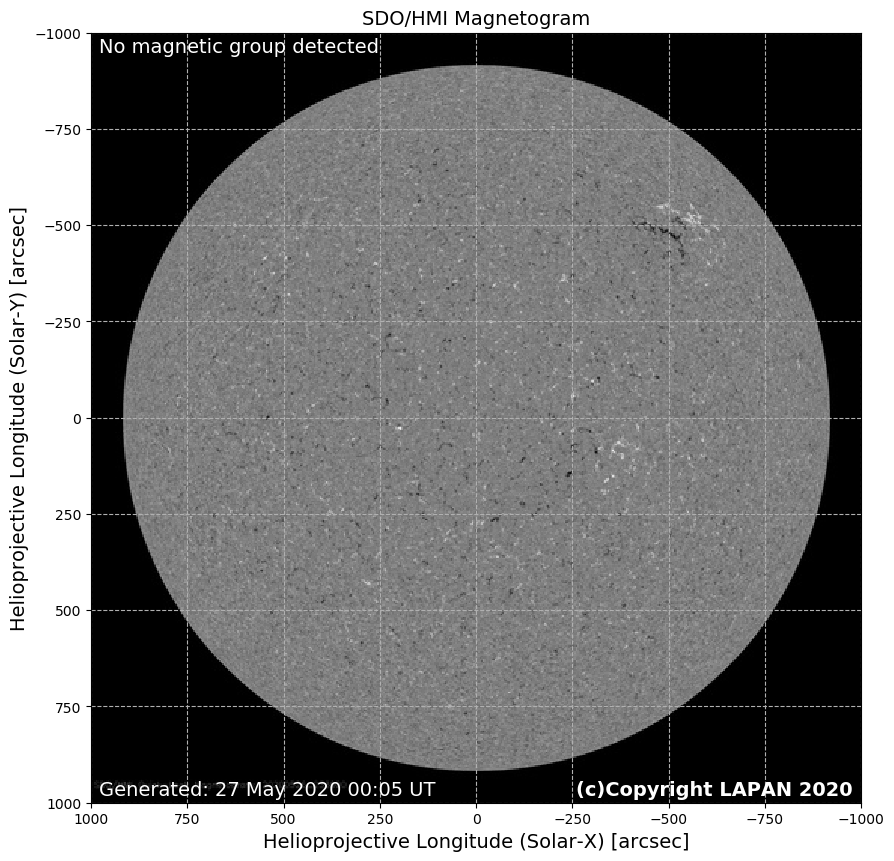 SDO/HMI Magnetogram
No magnetic group detected
−1000
−750
−500
−250
0
250
500
750
1000
Helioprojective Longitude (Solar-Y) [arcsec]
Generated: 27 May 2020 00:05 UT
(c)Copyright LAPAN 2020
1000 750 500 250 0 −250 −500 −750 −1000
Helioprojective Longitude (Solar-X) [arcsec]